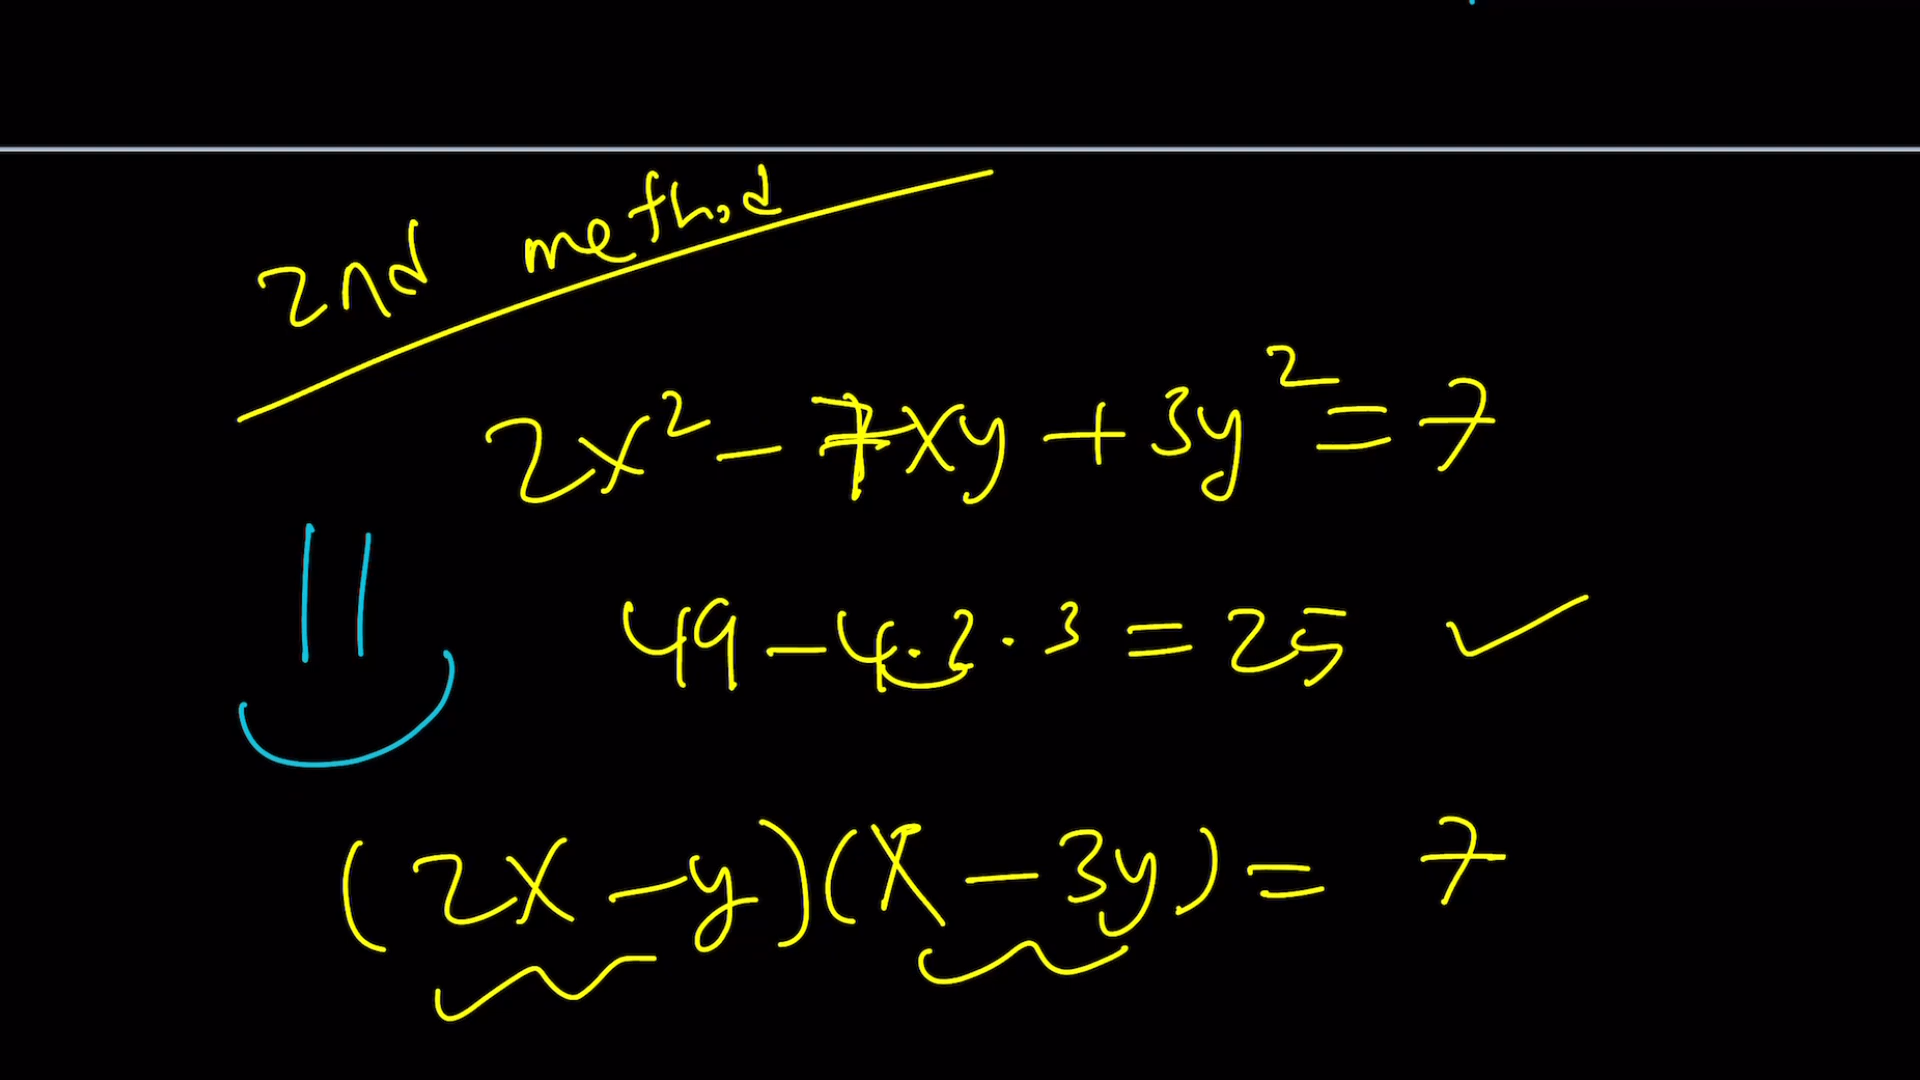 2nd method
2x² - 7xy + 3y² = 7
49 - 4·2·3 = 25 ✓
(2x - y)(x - 3y) = 7